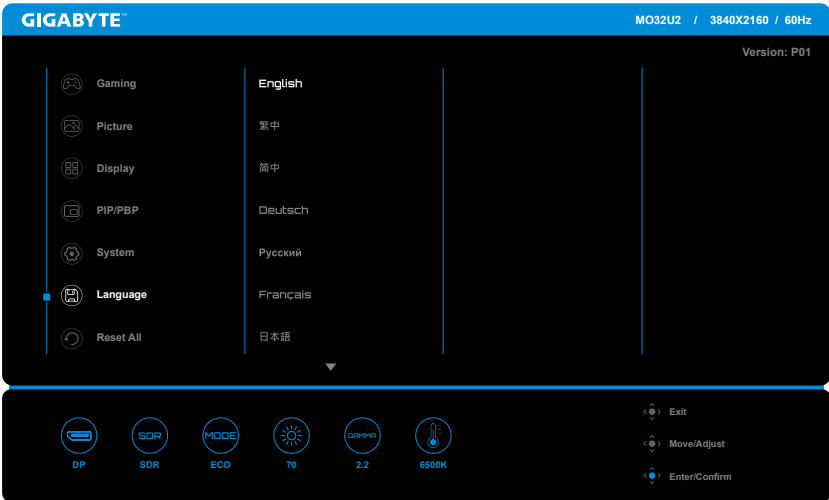 GIGABYTE™
MO32U2 / 3840X2160 / 60Hz
Version: P01
Gaming
Picture
Display
PIP/PBP
System
Language
Reset All
English
繁中
简中
Deutsch
Русский
Français
日本語
SDR
MODE
GAMMA
DP
SDR
ECO
70
2.2
6500K
Exit
Move/Adjust
Enter/Confirm